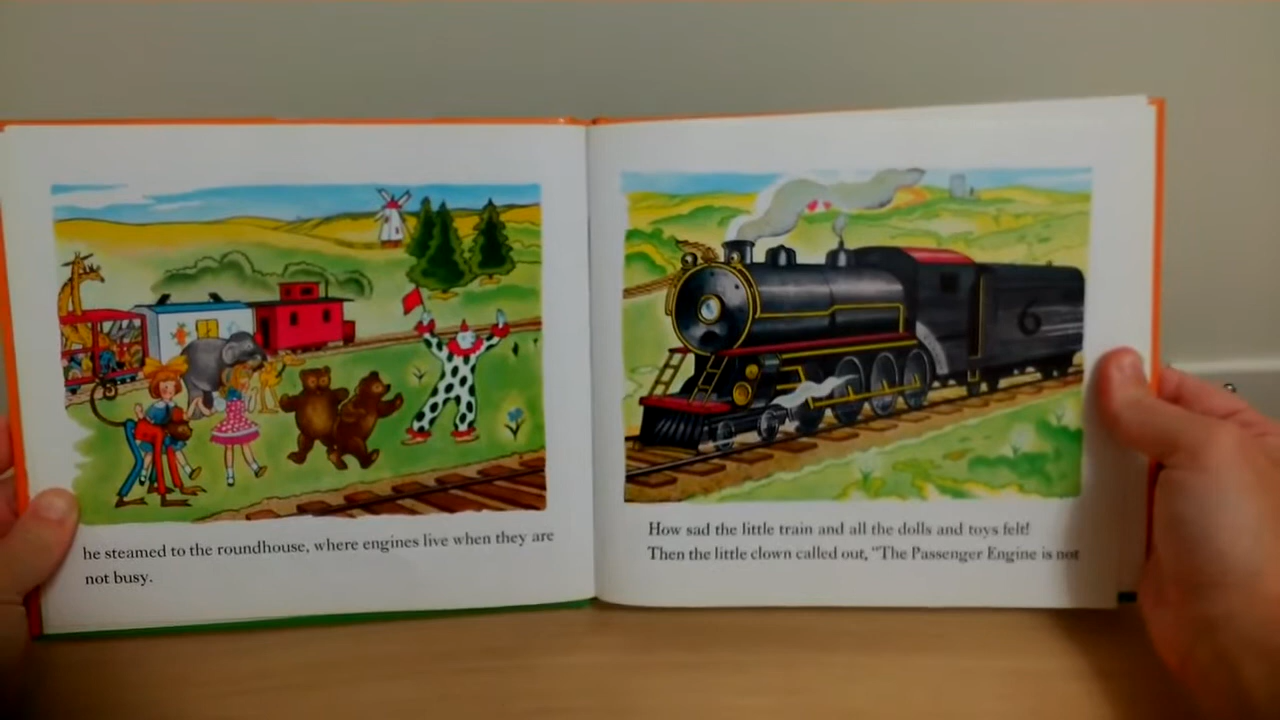 he steamed to the roundhouse, where engines live when they are
not busy.
6
How sad the little train and all the dolls and toys felt!
Then the little clown called out, "The Passenger Engine is not